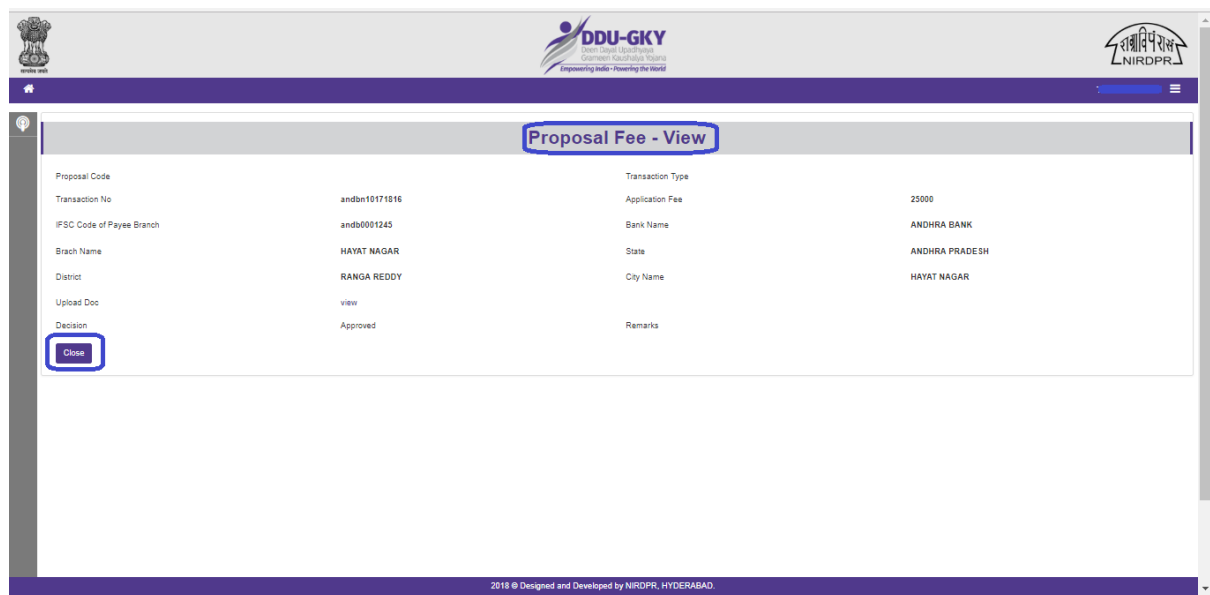 DDU-GKY
Deen Dayal Upadhyaya
Grameen Kaushalya Yojana
Empowering India - Powering the World
NIRDPR
Proposal Fee - View
Proposal Code Transaction Type
Transaction No andbn10171816 Application Fee 25000
IFSC Code of Payee Branch andb0001245 Bank Name ANDHRA BANK
Brach Name HAYAT NAGAR State ANDHRA PRADESH
District RANGA REDDY City Name HAYAT NAGAR
Upload Doc view
Decision Approved Remarks
Close
2018 © Designed and Developed by NIRDPR, HYDERABAD.